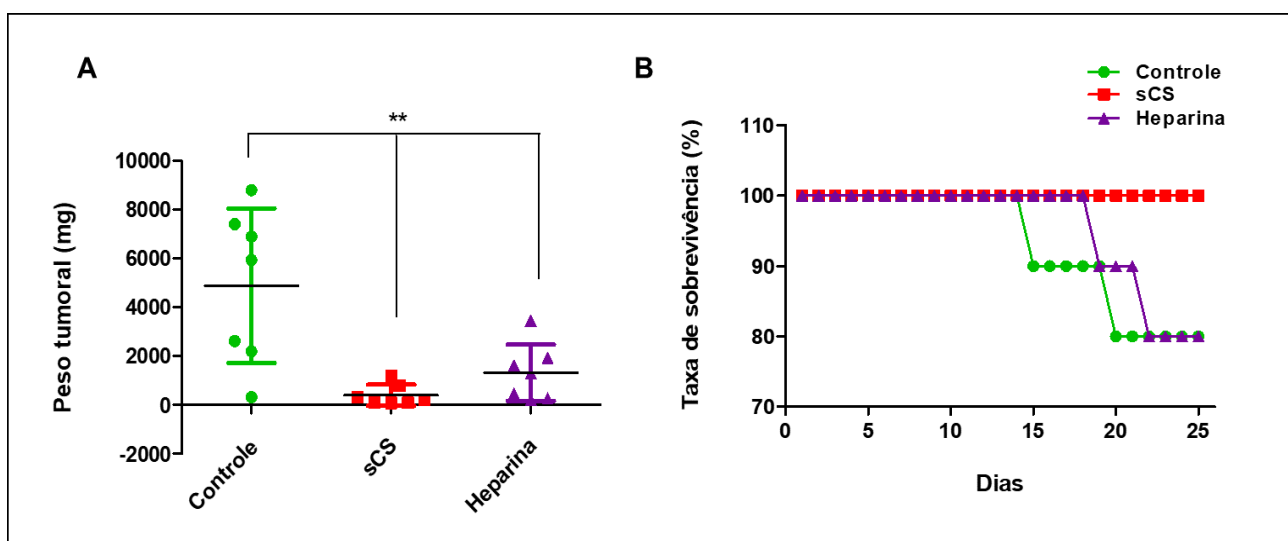 A
**
Peso tumoral (mg)
10000
8000
6000
4000
2000
0
-2000
Controle
sCS
Heparina
B
Controle
sCS
Heparina
Taxa de sobrevivência (%)
110
100
90
80
70
0 5 10 15 20 25
Dias